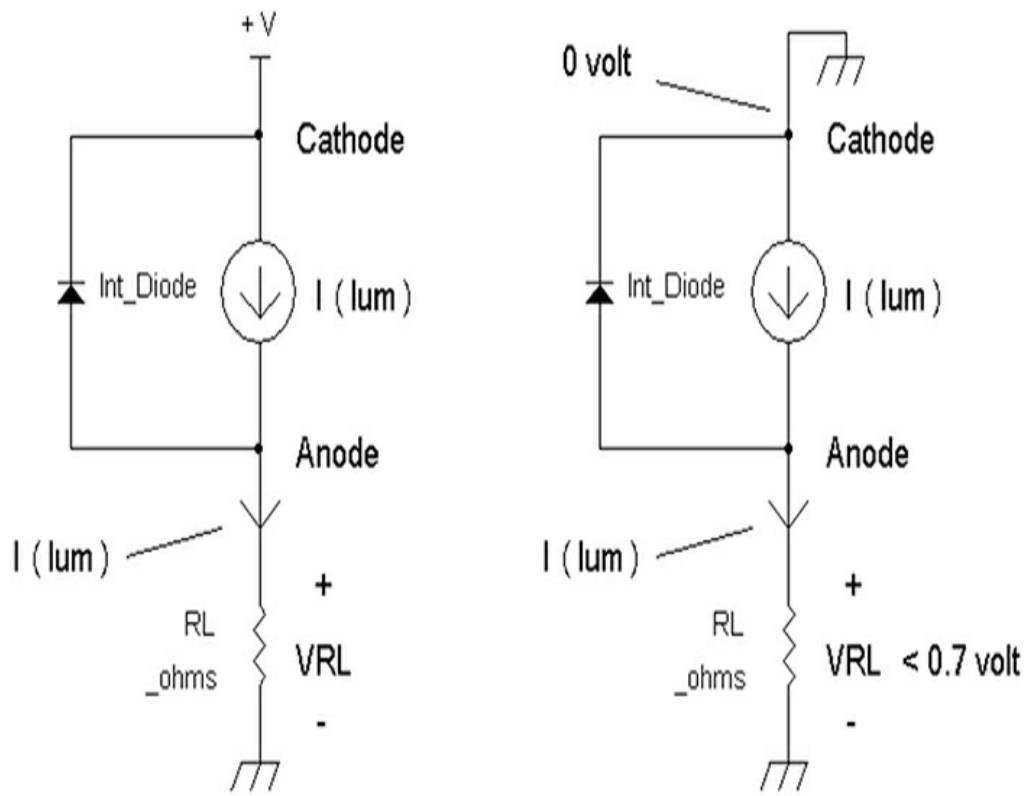 + V
Cathode
Int_Diode
I ( lum )
Anode
I ( lum )
+
RL
_ohms
VRL
-
0 volt
Cathode
Int_Diode
I ( lum )
Anode
I ( lum )
+
RL
_ohms
VRL < 0.7 volt
-